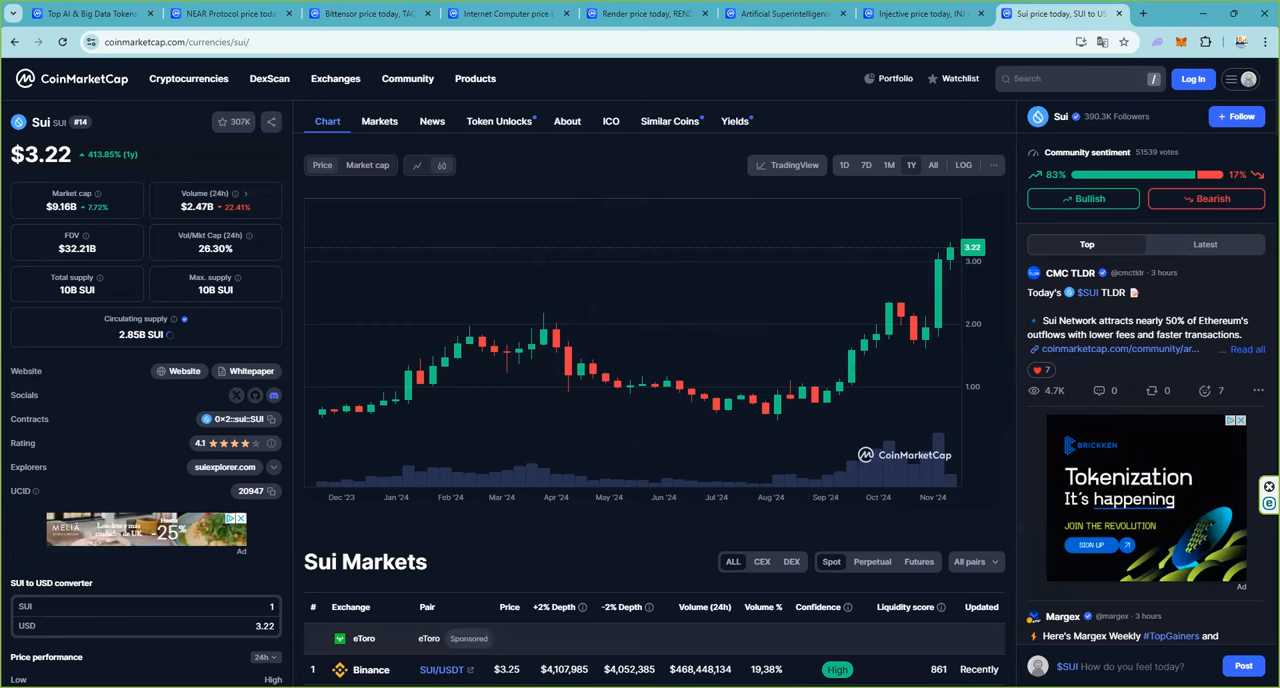 Top AI & Big Data Tokens
NEAR Protocol price today
Bittensor price today, TAO
Internet Computer price
Render price today, REND
Artificial Superintelligence
Injective price today, INJ
Sui price today, SUI to US
coinmarketcap.com/currencies/sui/
CoinMarketCap
Cryptocurrencies
DexScan
Exchanges
Community
Products
Portfolio
Watchlist
Search
/
Log In
Sui SUI #14
307K
$3.22 413.85% (1y)
Market cap
$9.16B 7.72%
Volume (24h)
$2.47B 22.41%
FDV
$32.21B
Vol/Mkt Cap (24h)
26.30%
Total supply
10B SUI
Max. supply
10B SUI
Circulating supply
2.85B SUI
Website
Website
Whitepaper
Socials
Contracts
0x2::sui::SUI
Rating
4.1
Explorers
suiexplorer.com
UCID
20947
MELIÁ
-25%
Ad
SUI to USD converter
SUI 1
USD 3.22
Price performance 24h
Low High
Chart
Markets
News
Token Unlocks
About
ICO
Similar Coins
Yields
Price
Market cap
TradingView
1D
7D
1M
1Y
All
LOG
3.22
3.00
2.00
1.00
CoinMarketCap
Dec '23 Jan '24 Feb '24 Mar '24 Apr '24 May '24 Jun '24 Jul '24 Aug '24 Sep '24 Oct '24 Nov '24
Sui Markets
ALL CEX DEX
Spot Perpetual Futures
All pairs
# Exchange Pair Price +2% Depth -2% Depth Volume (24h) Volume % Confidence Liquidity score Updated
eToro eToro Sponsored
1 Binance SUI/USDT $3.25 $4,107,985 $4,052,385 $468,448,134 19,38% High 861 Recently
Sui 390.3K Followers
+ Follow
Community sentiment 51539 votes
83% 17%
Bullish
Bearish
Top
Latest
CMC TLDR @cmctldr · 3 hours
Today's $SUI TLDR
Sui Network attracts nearly 50% of Ethereum's
outflows with lower fees and faster transactions.
coinmarketcap.com/community/ar... ... Read all
7
4.7K 0 0 7
BRICKKEN
Tokenization
It's happening
JOIN THE REVOLUTION
SIGN UP
Ad
Margex @margex · 3 hours
Here's Margex Weekly #TopGainers and
$SUI How do you feel today?
Post